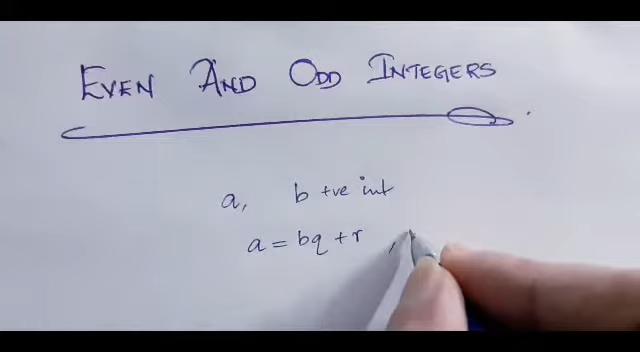 EVEN AND ODD INTEGERS
a, b +ve int
a = bq + r ,